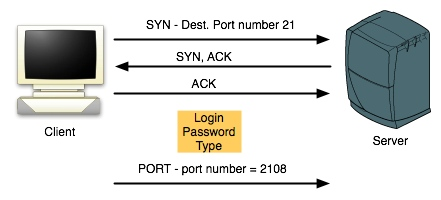 SYN - Dest. Port number 21
SYN, ACK
ACK
Client
Login
Password
Type
Server
PORT - port number = 2108